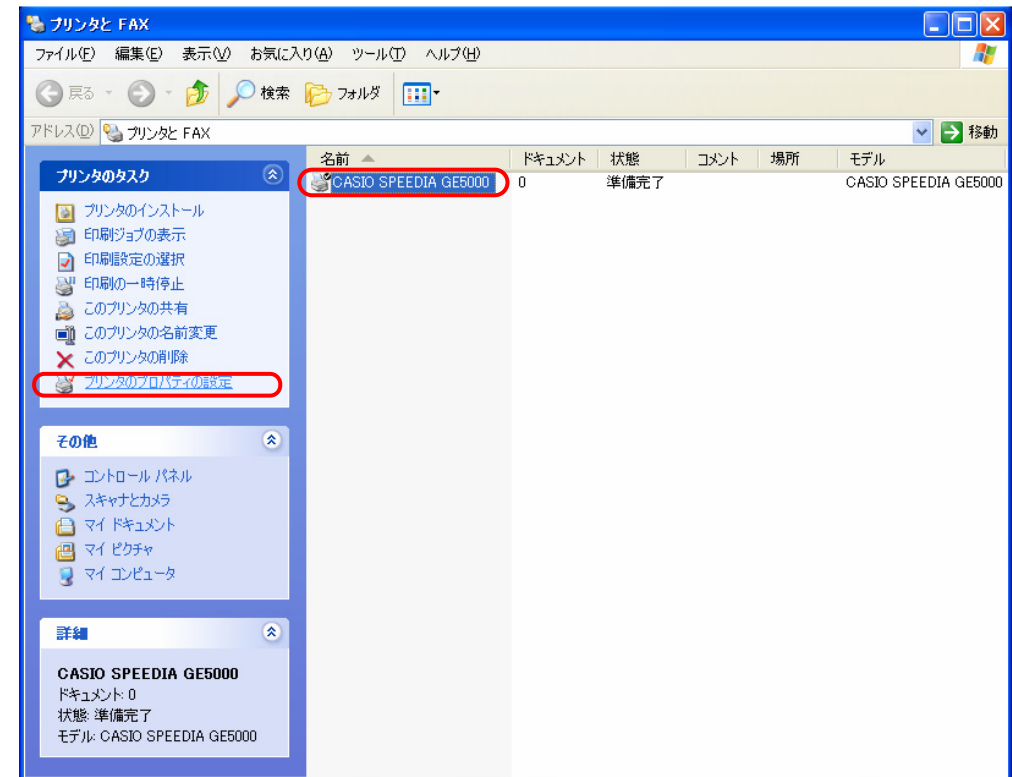 プリンタと FAX
ファイル(F) 編集(E) 表示(V) お気に入り(A) ツール(T) ヘルプ(H)
戻る 検索 フォルダ
アドレス(D) プリンタと FAX 移動
プリンタのタスク
プリンタのインストール
印刷ジョブの表示
印刷設定の選択
印刷の一時停止
このプリンタの共有
このプリンタの名前変更
このプリンタの削除
プリンタのプロパティの設定
その他
コントロール パネル
スキャナとカメラ
マイ ドキュメント
マイ ピクチャ
マイ コンピュータ
詳細
CASIO SPEEDIA GE5000
ドキュメント: 0
状態: 準備完了
モデル: CASIO SPEEDIA GE5000
名前 ドキュメント 状態 コメント 場所 モデル
CASIO SPEEDIA GE5000 0 準備完了 CASIO SPEEDIA GE5000